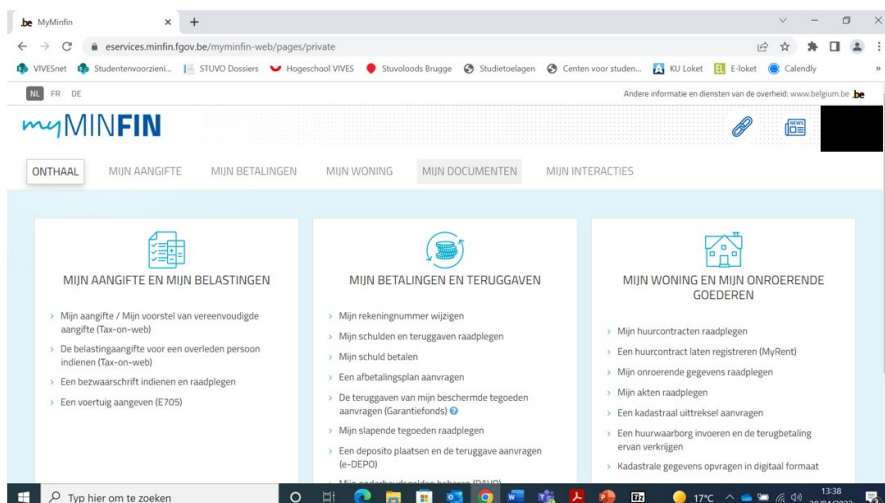 .be MyMinfin
eservices.minfin.fgov.be/myminfin-web/pages/private
VIVESnet Studentenvoorzieni... STUVO Dossiers Hogeschool VIVES Stuvoloods Brugge Studietoelagen Centen voor studen... KU Loket E-loket Calendly »
NL FR DE Andere informatie en diensten van de overheid: www.belgium.be .be
myMINFIN NEWS
ONTHAAL MIJN AANGIFTE MIJN BETALINGEN MIJN WONING MIJN DOCUMENTEN MIJN INTERACTIES
MIJN AANGIFTE EN MIJN BELASTINGEN
Mijn aangifte / Mijn voorstel van vereenvoudigde
aangifte (Tax-on-web)
De belastingaangifte voor een overleden persoon
indienen (Tax-on-web)
Een bezwaarschrift indienen en raadplegen
Een voertuig aangeven (E705)
MIJN BETALINGEN EN TERUGGAVEN
Mijn rekeningnummer wijzigen
Mijn schulden en teruggaven raadplegen
Mijn schuld betalen
Een afbetalingsplan aanvragen
De teruggaven van mijn beschermde tegoeden
aanvragen (Garantiefonds)
Mijn slapende tegoeden raadplegen
Een deposito plaatsen en de teruggave aanvragen
(e-DEPO)
Mijn onderhoudsgelden beheren (DAVO)
MIJN WONING EN MIJN ONROERENDE
GOEDEREN
Mijn huurcontracten raadplegen
Een huurcontract laten registreren (MyRent)
Mijn onroerende gegevens raadplegen
Mijn akten raadplegen
Een kadastraal uittreksel aanvragen
Een huurwaarborg invoeren en de terugbetaling
ervan verkrijgen
Kadastrale gegevens opvragen in digitaal formaat
Typ hier om te zoeken 17°C 13:38